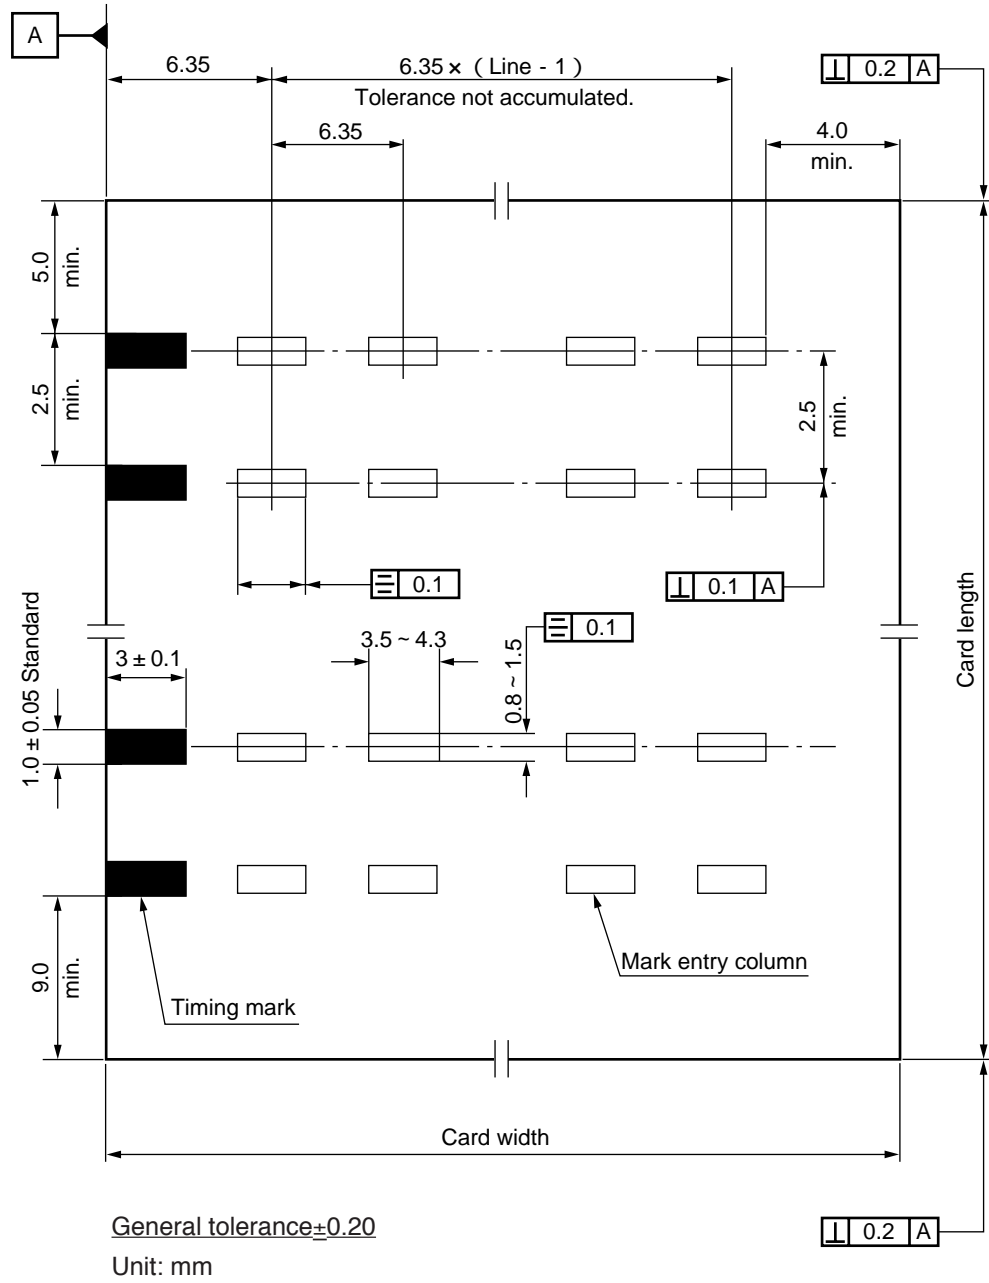 A
6.35
6.35 × ( Line - 1 )
Tolerance not accumulated.
⊥ 0.2 A
6.35
4.0
min.
5.0
min.
2.5
min.
2.5
min.
⌯ 0.1
⊥ 0.1 A
1.0 ± 0.05 Standard
3 ± 0.1
3.5 ~ 4.3
0.8 ~ 1.5
⌯ 0.1
Card length
9.0
min.
Mark entry column
Timing mark
Card width
General tolerance±0.20
Unit: mm
⊥ 0.2 A